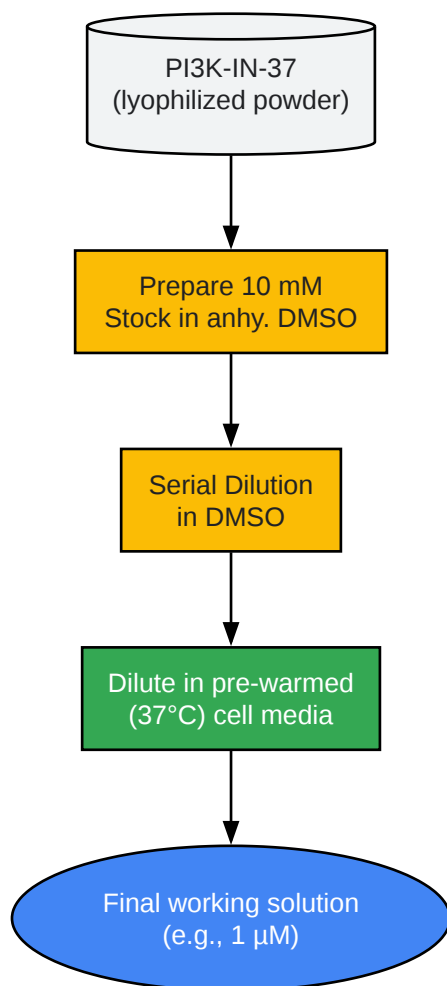 PI3K-IN-37
(lyophilized powder)
Prepare 10 mM
Stock in anhy. DMSO
Serial Dilution
in DMSO
Dilute in pre-warmed
(37°C) cell media
Final working solution
(e.g., 1 µM)